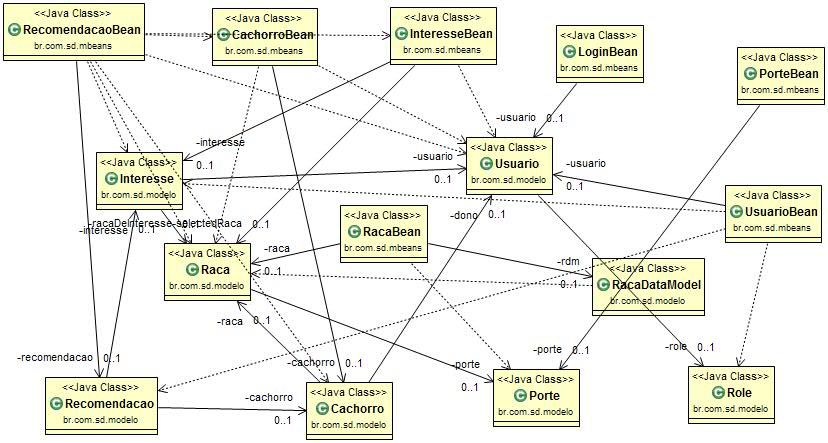 <<Java Class>>
RecomendacaoBean
br.com.sd.mbeans
<<Java Class>>
CachorroBean
br.com.sd.mbeans
<<Java Class>>
InteresseBean
br.com.sd.mbeans
<<Java Class>>
LoginBean
br.com.sd.mbeans
<<Java Class>>
PorteBean
br.com.sd.mbeans
-usuario
0..1
-interesse
0..1
<<Java Class>>
Interesse
br.com.sd.modelo
-usuario
0..1
<<Java Class>>
Usuario
br.com.sd.modelo
-usuario
0..1
<<Java Class>>
UsuarioBean
br.com.sd.mbeans
-racaDeInteresse
-selectedRaca
0..1
-interesse
0..1
<<Java Class>>
RacaBean
br.com.sd.mbeans
-dono
0..1
<<Java Class>>
Raca
br.com.sd.modelo
-raca
0..1
-rdm
0..1
<<Java Class>>
RacaDataModel
br.com.sd.modelo
-raca
0..1
-recomendacao
0..1
-cachorro
0..1
-porte
0..1
-porte
0..1
-role
0..1
<<Java Class>>
Recomendacao
br.com.sd.modelo
-cachorro
0..1
<<Java Class>>
Cachorro
br.com.sd.modelo
<<Java Class>>
Porte
br.com.sd.modelo
<<Java Class>>
Role
br.com.sd.modelo